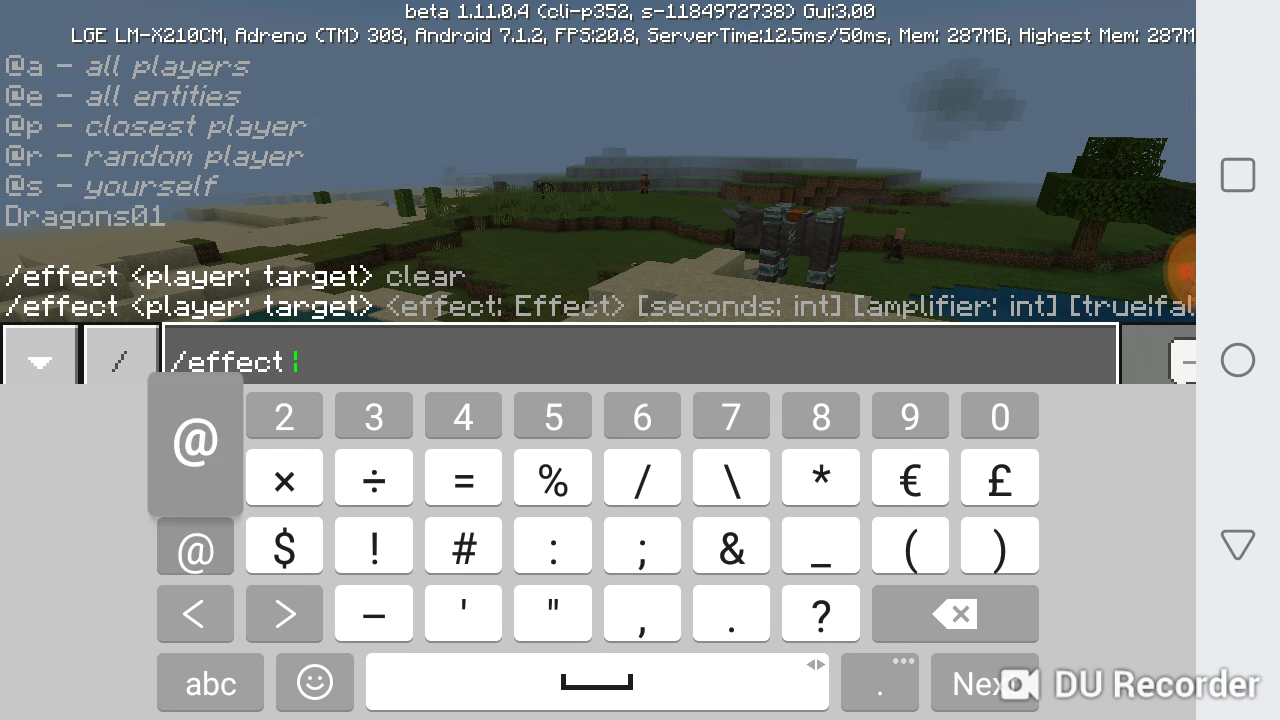 beta 1.11.0.4 (cli-p352, s-1184972738) Gui:3.00
LGE LM-X210CM, Adreno (TM) 308, Android 7.1.2, FPS:20.8, ServerTime:12.5ms/50ms, Mem: 287MB, Highest Mem: 287M
@a - all players
@e - all entities
@p - closest player
@r - random player
@s - yourself
Dragons01
/effect <player: target> clear
/effect <player: target> <effect: Effect> [seconds: int] [amplifier: int] [true|fal
/
/effect
@
2 3 4 5 6 7 8 9 0
× ÷ = % / \ * € £
@ $ ! # : ; & _ ( )
< > – ' " , . ?
abc . Nex
DU Recorder